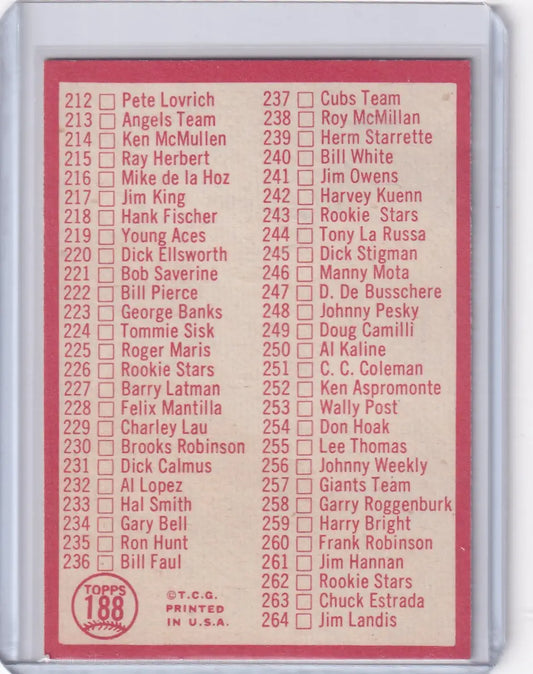 212 Pete Lovrich
213 Angels Team
214 Ken McMullen
215 Ray Herbert
216 Mike de la Hoz
217 Jim King
218 Hank Fischer
219 Young Aces
220 Dick Ellsworth
221 Bob Saverine
222 Bill Pierce
223 George Banks
224 Tommie Sisk
225 Roger Maris
226 Rookie Stars
227 Barry Latman
228 Felix Mantilla
229 Charley Lau
230 Brooks Robinson
231 Dick Calmus
232 Al Lopez
233 Hal Smith
234 Gary Bell
235 Ron Hunt
236 Bill Faul
237 Cubs Team
238 Roy McMillan
239 Herm Starrette
240 Bill White
241 Jim Owens
242 Harvey Kuenn
243 Rookie Stars
244 Tony La Russa
245 Dick Stigman
246 Manny Mota
247 D. De Busschere
248 Johnny Pesky
249 Doug Camilli
250 Al Kaline
251 C. C. Coleman
252 Ken Aspromonte
253 Wally Post
254 Don Hoak
255 Lee Thomas
256 Johnny Weekly
257 Giants Team
258 Garry Roggenburk
259 Harry Bright
260 Frank Robinson
261 Jim Hannan
262 Rookie Stars
263 Chuck Estrada
264 Jim Landis
TOPPS
188
©T.C.G.
PRINTED
IN U.S.A.